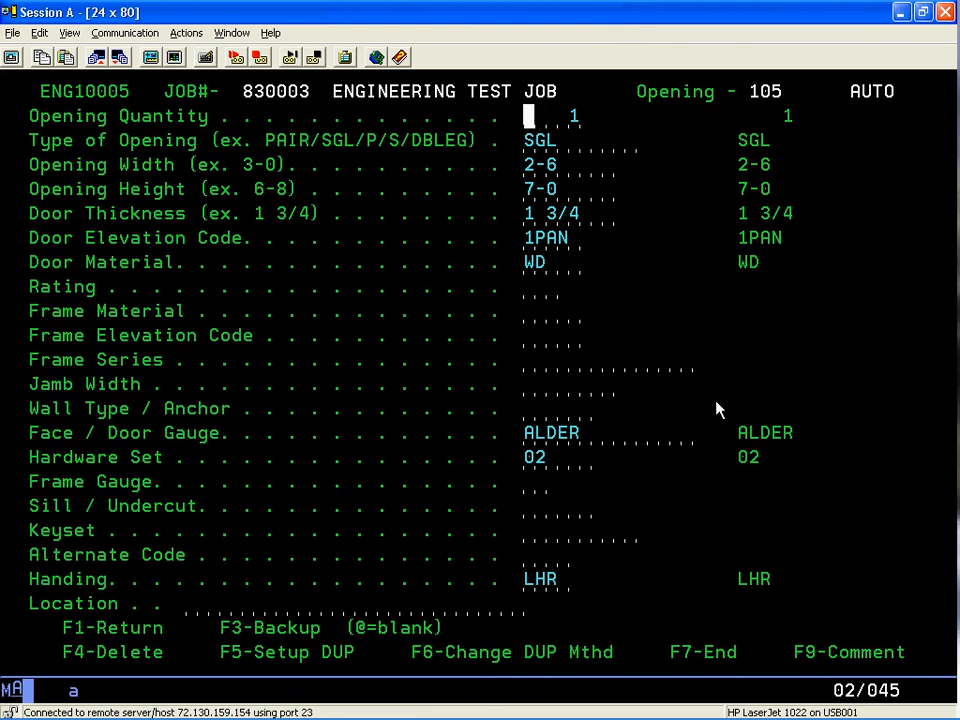 Session A - [24 x 80]
File Edit View Communication Actions Window Help
ENG10005 JOB#- 830003 ENGINEERING TEST JOB Opening - 105 AUTO
Opening Quantity . . . . . . . . . . . . . 1 1
Type of Opening (ex. PAIR/SGL/P/S/DBLEG) . SGL SGL
Opening Width (ex. 3-0). . . . . . . . . . 2-6 2-6
Opening Height (ex. 6-8) . . . . . . . . . 7-0 7-0
Door Thickness (ex. 1 3/4) . . . . . . . . 1 3/4 1 3/4
Door Elevation Code. . . . . . . . . . . . 1PAN 1PAN
Door Material. . . . . . . . . . . . . . . WD WD
Rating . . . . . . . . . . . . . . . . . .
Frame Material . . . . . . . . . . . . . .
Frame Elevation Code . . . . . . . . . . .
Frame Series . . . . . . . . . . . . . . .
Jamb Width . . . . . . . . . . . . . . . .
Wall Type / Anchor . . . . . . . . . . . .
Face / Door Gauge. . . . . . . . . . . . . ALDER ALDER
Hardware Set . . . . . . . . . . . . . . . 02 02
Frame Gauge. . . . . . . . . . . . . . . .
Sill / Undercut. . . . . . . . . . . . . .
Keyset . . . . . . . . . . . . . . . . . .
Alternate Code . . . . . . . . . . . . . .
Handing. . . . . . . . . . . . . . . . . . LHR LHR
Location . .
F1-Return F3-Backup (@=blank)
F4-Delete F5-Setup DUP F6-Change DUP Mthd F7-End F9-Comment
MA a 02/045
Connected to remote server/host 72.130.159.154 using port 23 HP LaserJet 1022 on USB001